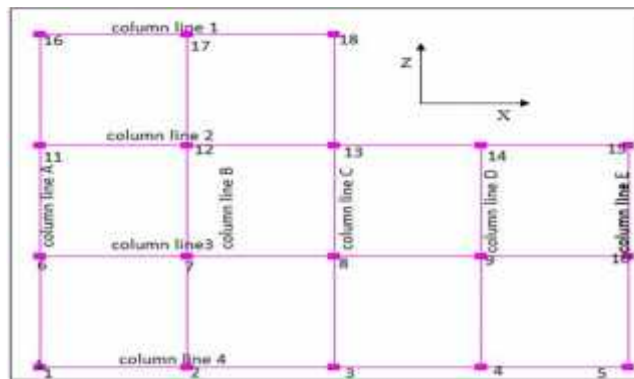 column line 1
16 17 18
Z
X
column line 2
11 12 13 14 15
column line A
column line B
column line C
column line D
column line E
column line3
6 7 8 9 10
column line 4
1 2 3 4 5